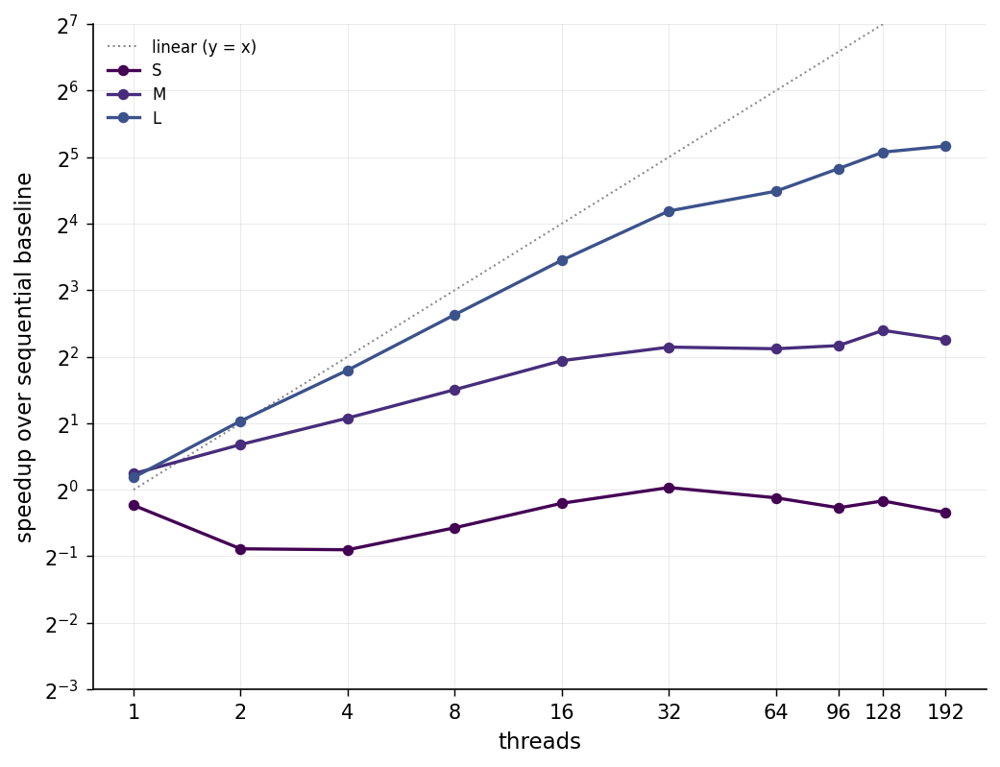 linear (y = x)
S
M
L
speedup over sequential baseline
2^7
2^6
2^5
2^4
2^3
2^2
2^1
2^0
2^−1
2^−2
2^−3
1 2 4 8 16 32 64 96 128 192
threads